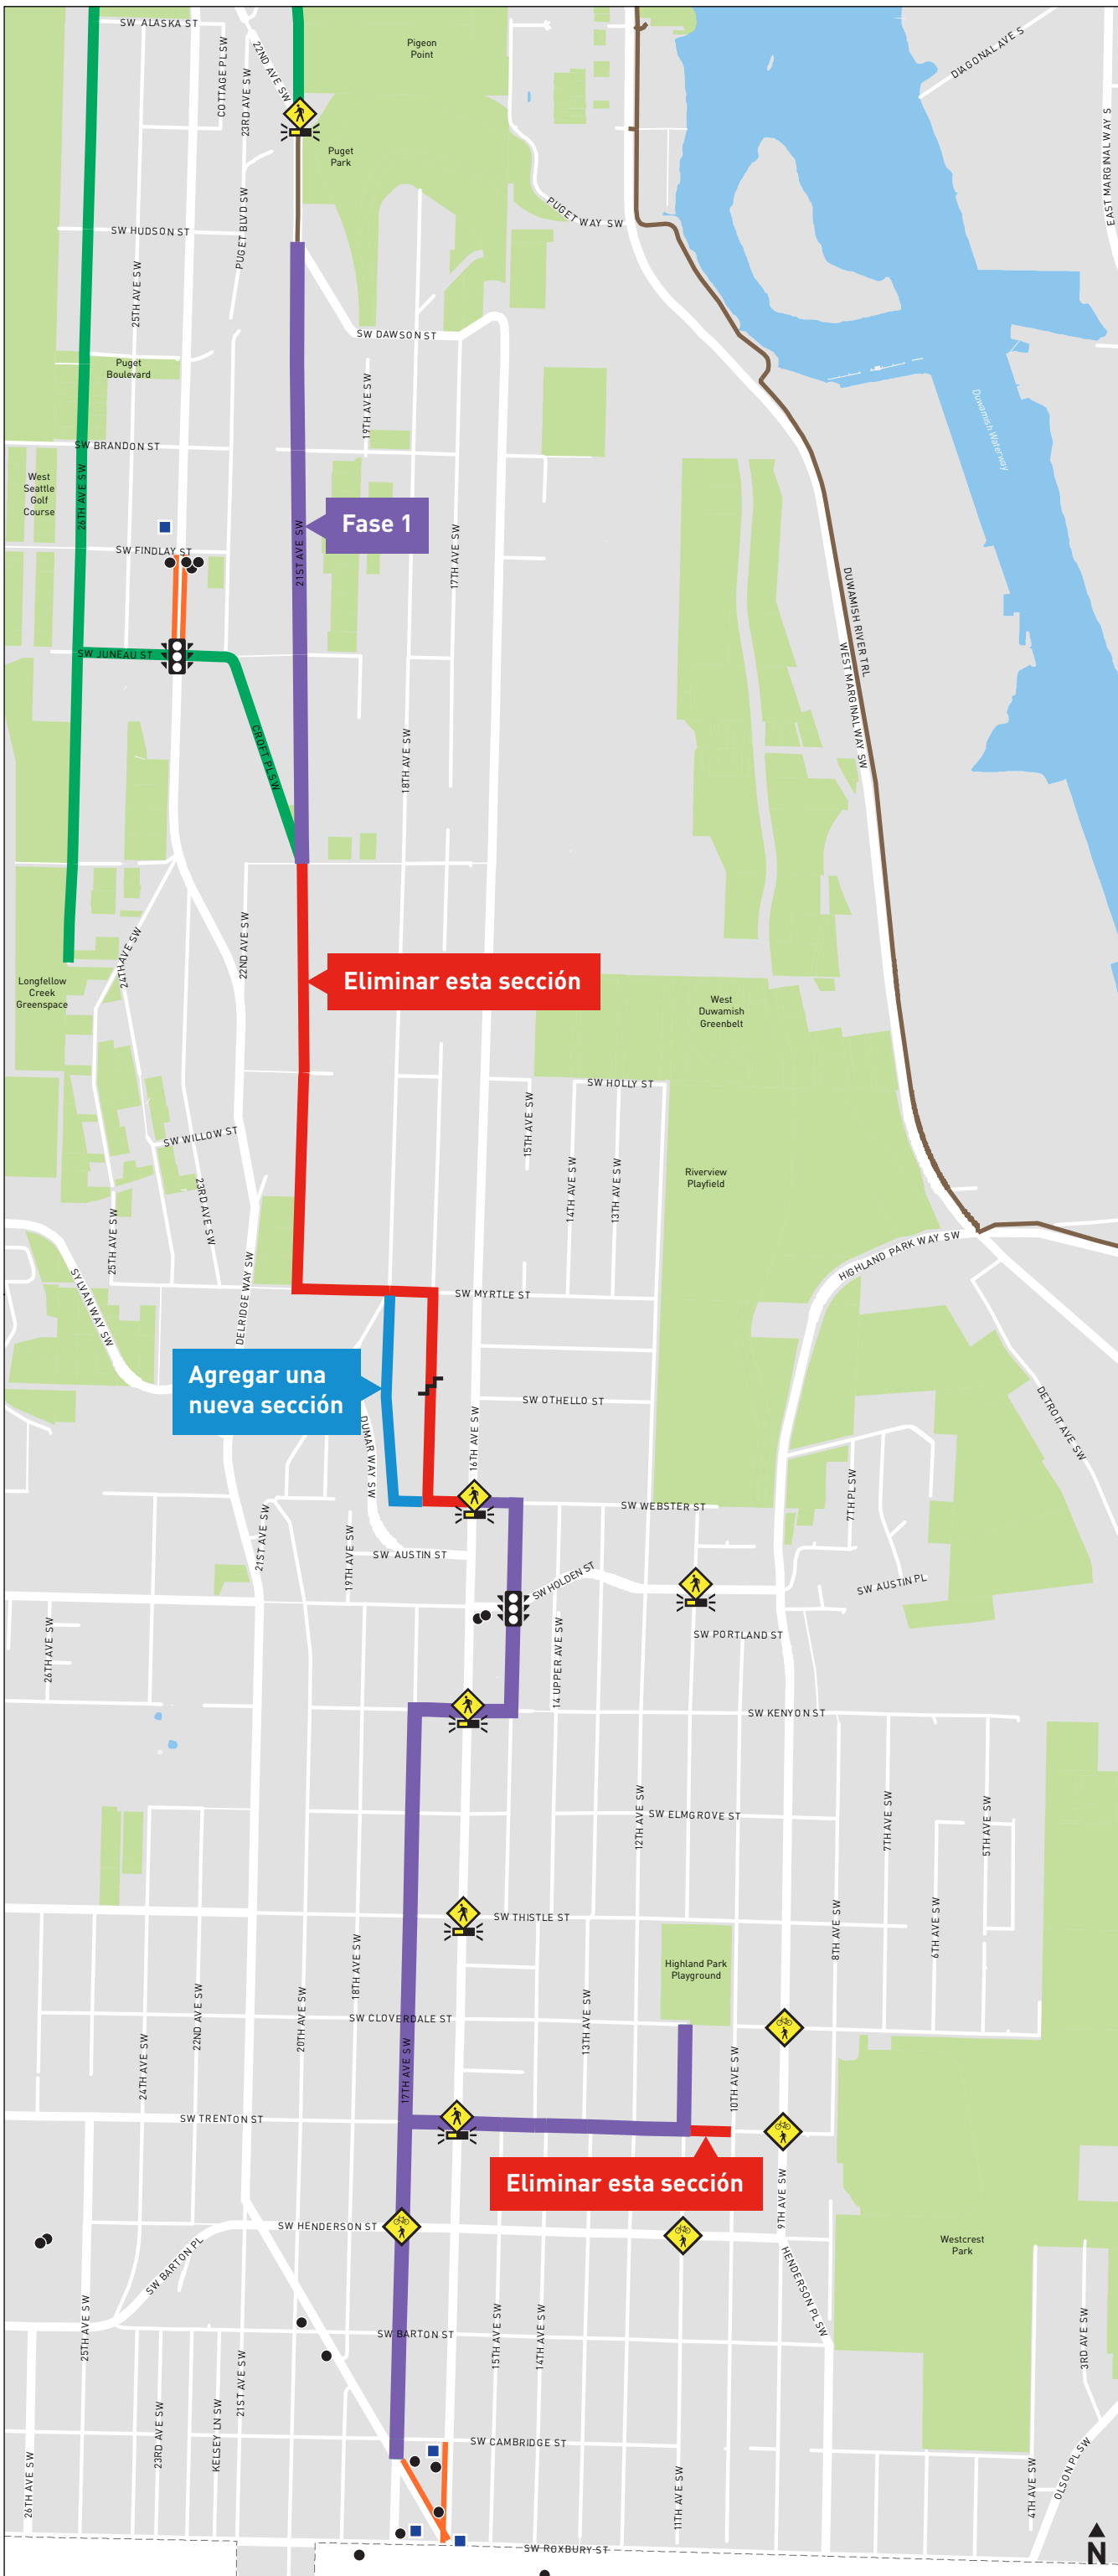 SW ALASKA ST
COTTAGE PL SW
22ND AVE SW
23RD AVE SW
Pigeon
Point
DIAGONAL AVE S
EAST MARGINAL WAY S
Puget
Park
PUGET BLVD SW
PUGET WAY SW
SW HUDSON ST
25TH AVE SW
SW DAWSON ST
Puget
Boulevard
19TH AVE SW
Duwamish Waterway
SW BRANDON ST
West
Seattle
Golf
Course
26TH AVE SW
Fase 1
21ST AVE SW
17TH AVE SW
SW FINDLAY ST
DUWAMISH RIVER TRL
WEST MARGINAL WAY SW
SW JUNEAU ST
CROFT PL SW
18TH AVE SW
24TH AVE SW
22ND AVE SW
Eliminar esta sección
Longfellow
Creek
Greenspace
West
Duwamish
Greenbelt
SW HOLLY ST
15TH AVE SW
SW WILLOW ST
14TH AVE SW
13TH AVE SW
Riverview
Playfield
23RD AVE SW
25TH AVE SW
HIGHLAND PARK WAY SW
SYLVAN WAY SW
DELRIDGE WAY SW
SW MYRTLE ST
Agregar una
nueva sección
SW OTHELLO ST
DETROIT AVE SW
DUMAR WAY SW
16TH AVE SW
7TH PL SW
SW WEBSTER ST
21ST AVE SW
19TH AVE SW
SW AUSTIN ST
SW HOLDEN ST
SW AUSTIN PL
26TH AVE SW
14 UPPER AVE SW
SW PORTLAND ST
SW KENYON ST
12TH AVE SW
SW ELMGROVE ST
7TH AVE SW
5TH AVE SW
SW THISTLE ST
8TH AVE SW
6TH AVE SW
18TH AVE SW
Highland Park
Playground
22ND AVE SW
20TH AVE SW
SW CLOVERDALE ST
13TH AVE SW
24TH AVE SW
17TH AVE SW
10TH AVE SW
SW TRENTON ST
Eliminar esta sección
9TH AVE SW
SW HENDERSON ST
SW BARTON PL
HENDERSON PL SW
Westcrest
Park
25TH AVE SW
SW BARTON ST
15TH AVE SW
14TH AVE SW
3RD AVE SW
21ST AVE SW
23RD AVE SW
KELSEY LN SW
SW CAMBRIDGE ST
26TH AVE SW
11TH AVE SW
4TH AVE SW
OLSON PL SW
SW ROXBURY ST
N